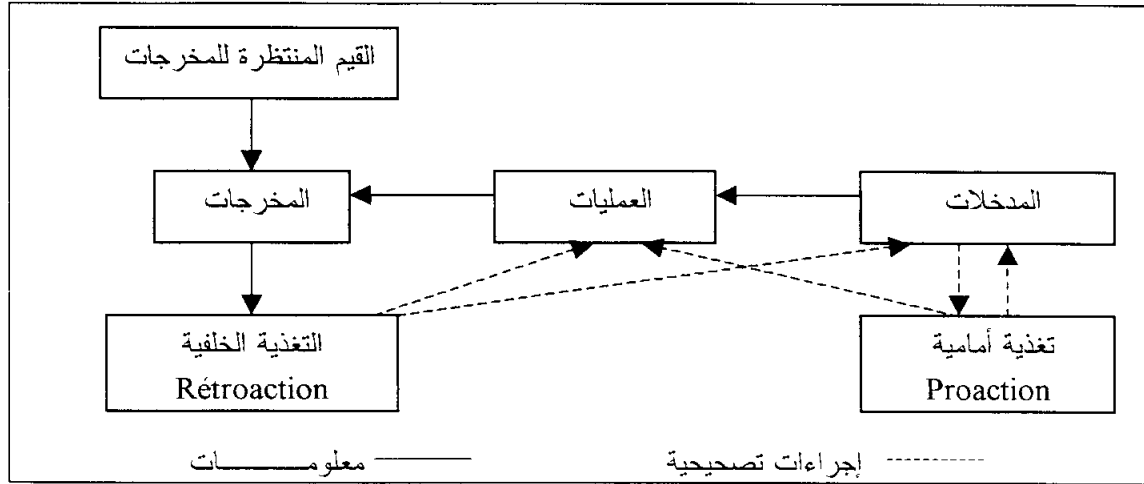 القيم المنتظرة للمخرجات
المدخلات
العمليات
المخرجات
تغذية أمامية
Proaction
التغذية الخلفية
Rétroaction
إجراءات تصحيحية
معلومـــــــــات